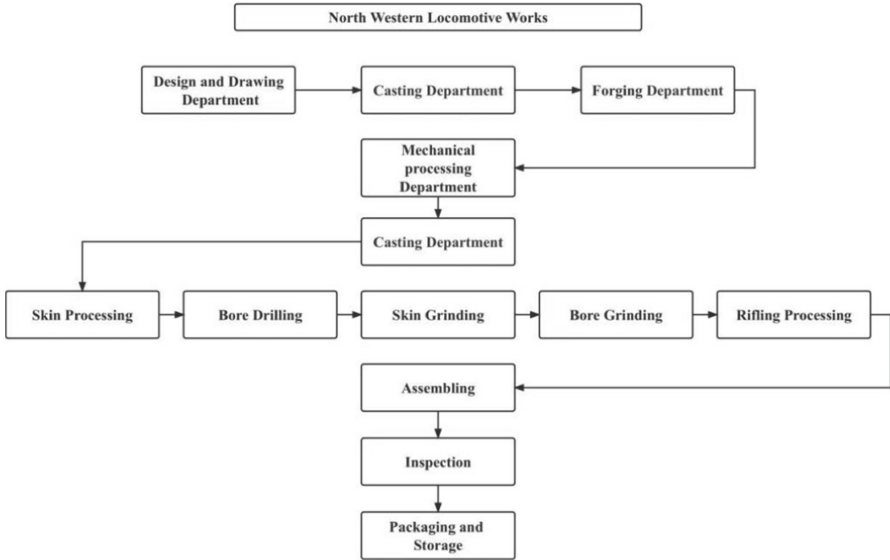 North Western Locomotive Works
Design and Drawing
Department
Casting Department
Forging Department
Mechanical
processing
Department
Casting Department
Skin Processing
Bore Drilling
Skin Grinding
Bore Grinding
Rifling Processing
Assembling
Inspection
Packaging and
Storage